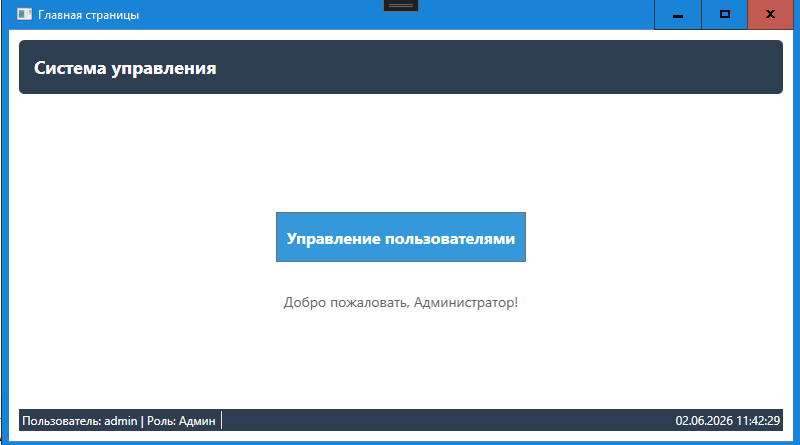 Главная страницы
Система управления
Управление пользователями
Добро пожаловать, Администратор!
Пользователь: admin | Роль: Админ
02.06.2026 11:42:29